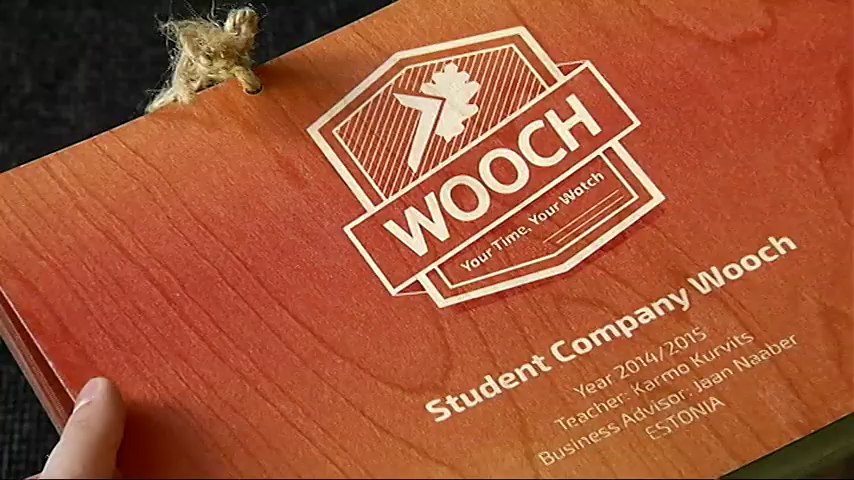 WOOCH
Your Time, Your Watch
Student Company Wooch
Year 2014/2015
Teacher: Karmo Kurvits
Business Advisor: Jaan Naaber
ESTONIA